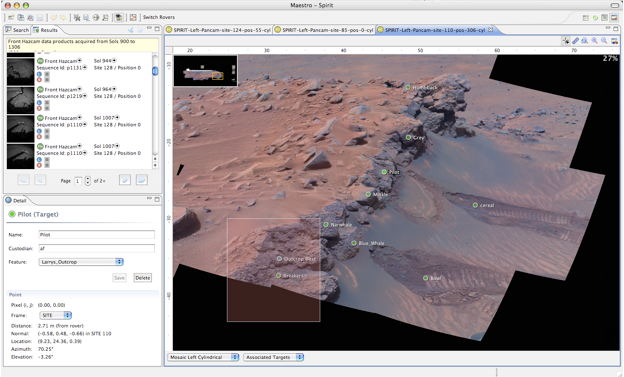 Maestro – Spirit
Switch Rovers
Search Results
Front Hazcam data products acquired from Sols 900 to
1306
Front Hazcam Sol 944
Sequence Id: p1131 Site 128 / Position 0
Front Hazcam Sol 964
Sequence Id: p1219 Site 128 / Position 0
Front Hazcam Sol 1007
Sequence Id: p1110 Site 128 / Position 0
Front Hazcam Sol 1007
Sequence Id: p1110 Site 128 / Position 0
Page 1 of 2+
Detail
Pilot (Target)
Name: Pilot
Custodian: af
Feature: Larrys_Outcrop
Save Delete
Point
Pixel (i, j): (0.00, 0.00)
Frame: SITE
Distance: 2.71 m (from rover)
Normal: (-0.58, 0.48, -0.66) in SITE 110
Location: (9.23, 24.36, 0.39)
Azimuth: 70.25°
Elevation: -3.26°
SPIRIT-Left-Pancam-site-124-pos-55-cyl SPIRIT-Left-Pancam-site-85-pos-0-cyl SPIRIT-Left-Pancam-site-110-pos-306-cyl
20 30 40 50 60 70
27%
-10
-20
-30
-40
Grey
Pilot
cereal
Narwhale
Blue_Whale
Bowl
Mosaic Left Cylindrical Associated Targets